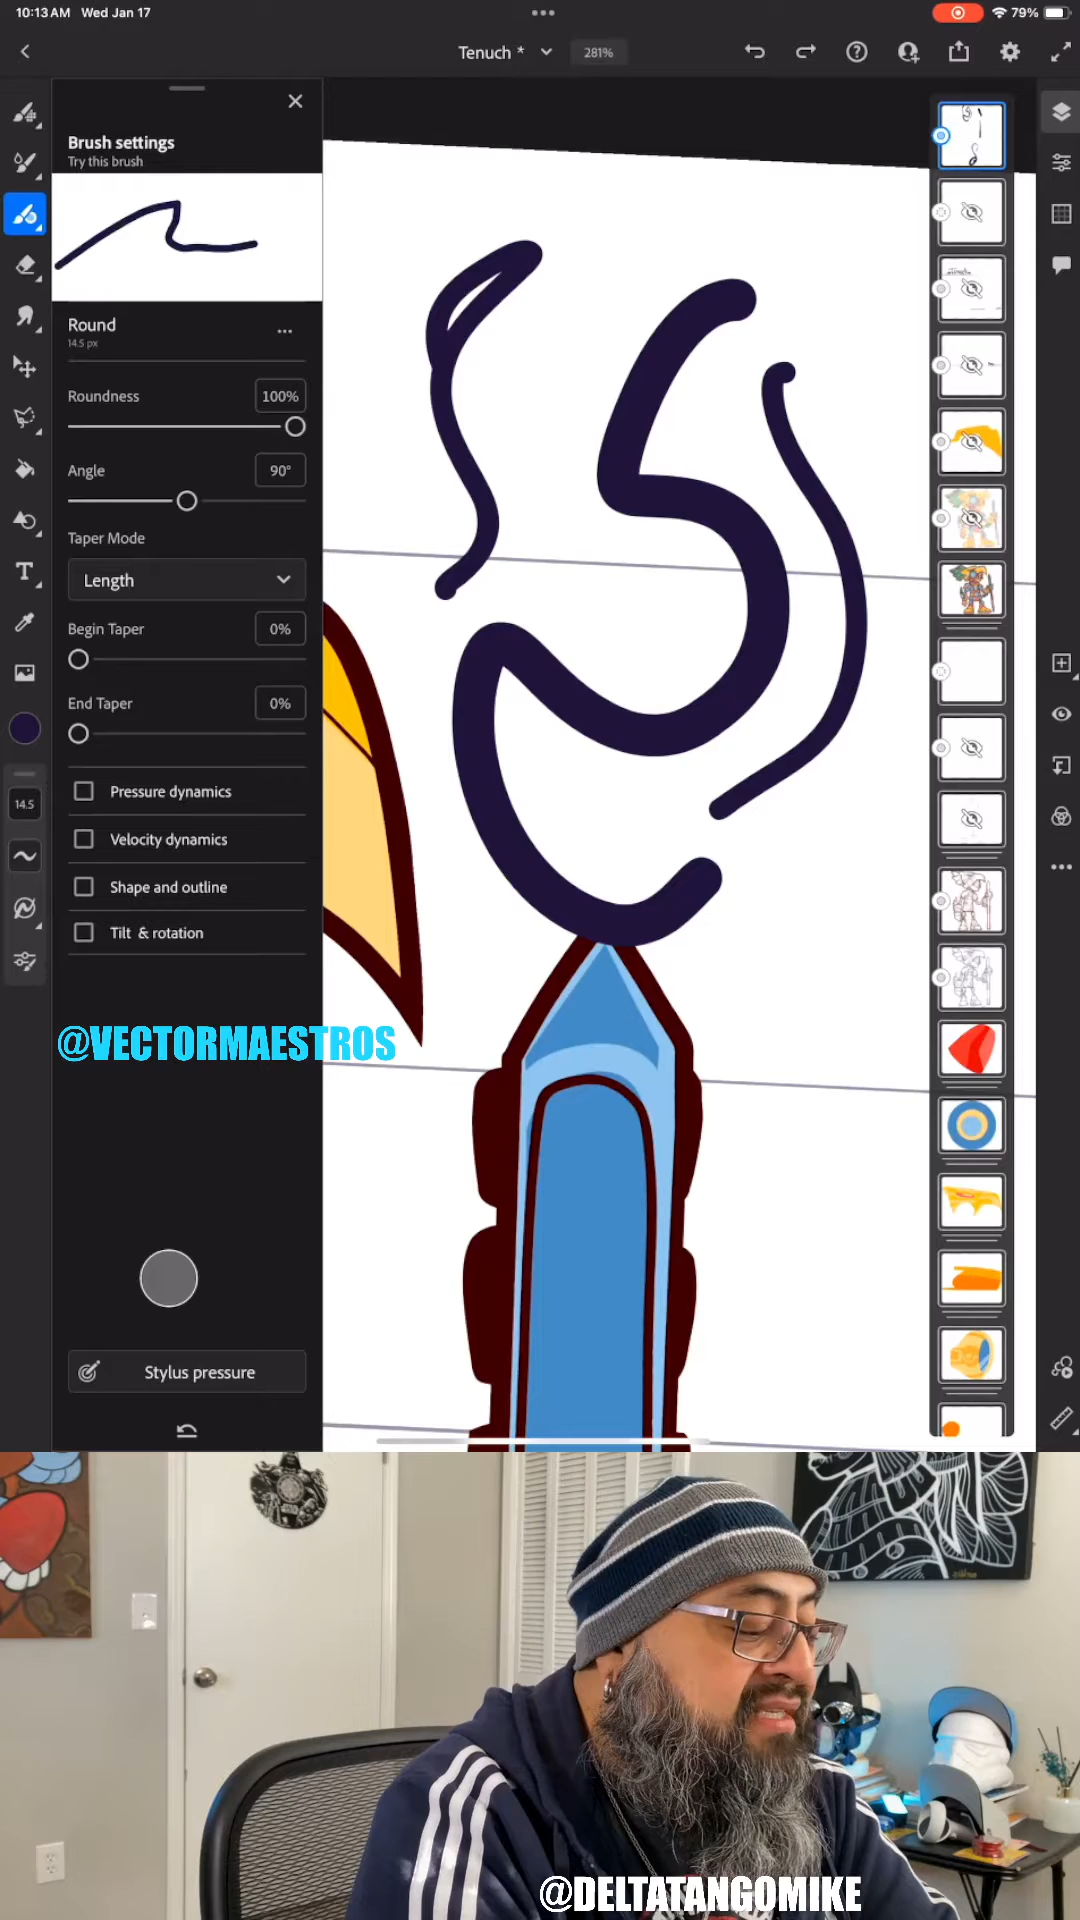 10:13 AM Wed Jan 17
79%
Tenuch *
281%
Brush settings
Try this brush
Round
14.5 px
Roundness
100%
Angle
90°
Taper Mode
Length
Begin Taper
0%
End Taper
0%
14.5
Pressure dynamics
Velocity dynamics
Shape and outline
Tilt & rotation
@VECTORMAESTROS
Stylus pressure
@DELTATANGOMIKE